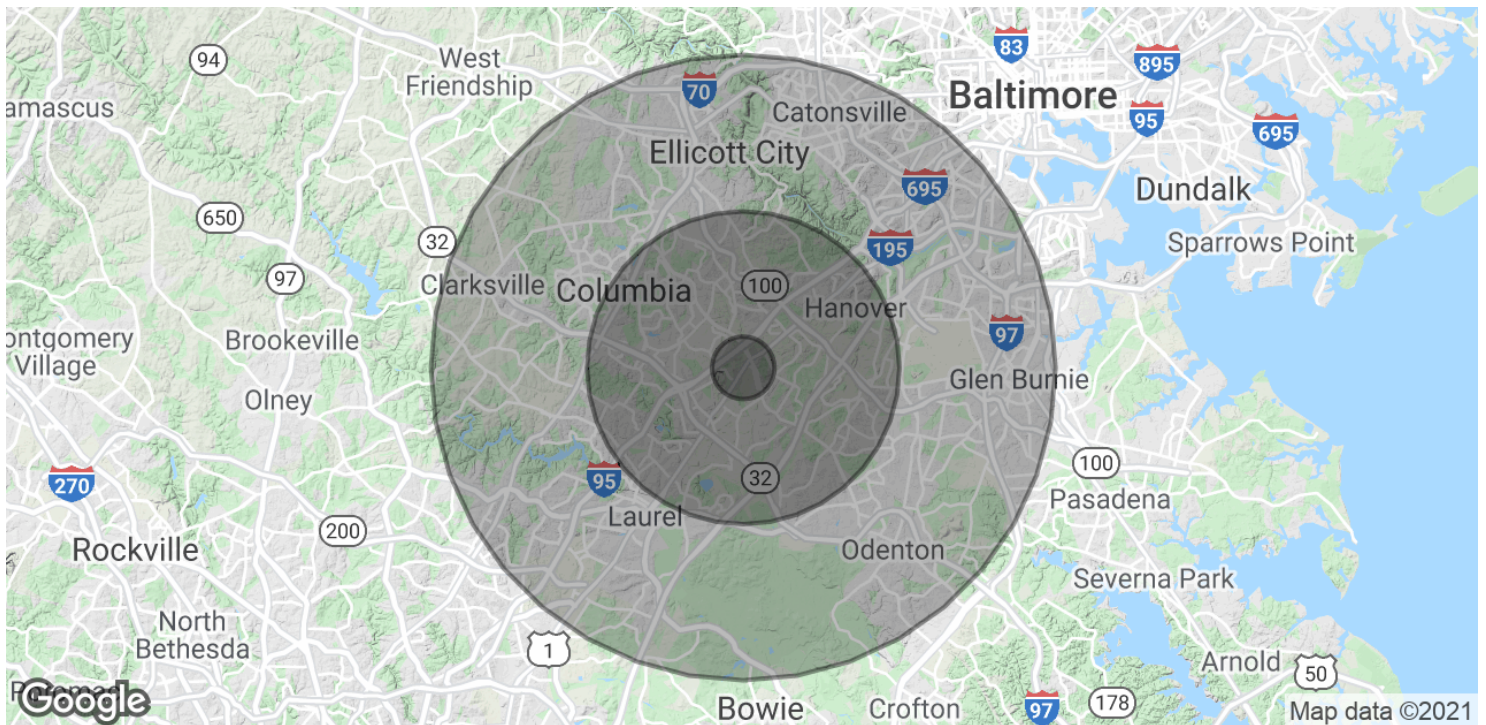 94
West
Friendship
83
895
70
Baltimore
amascus
Catonsville
95
695
Ellicott City
695
Dundalk
650
32
195
Sparrows Point
97
Clarksville
Columbia
100
Hanover
ontgomery
Village
Brookeville
97
Glen Burnie
Olney
270
95
32
100
Laurel
Pasadena
200
Rockville
Odenton
Severna Park
North
Bethesda
1
Arnold
50
Google
Bowie
Crofton
97
178
Map data ©2021